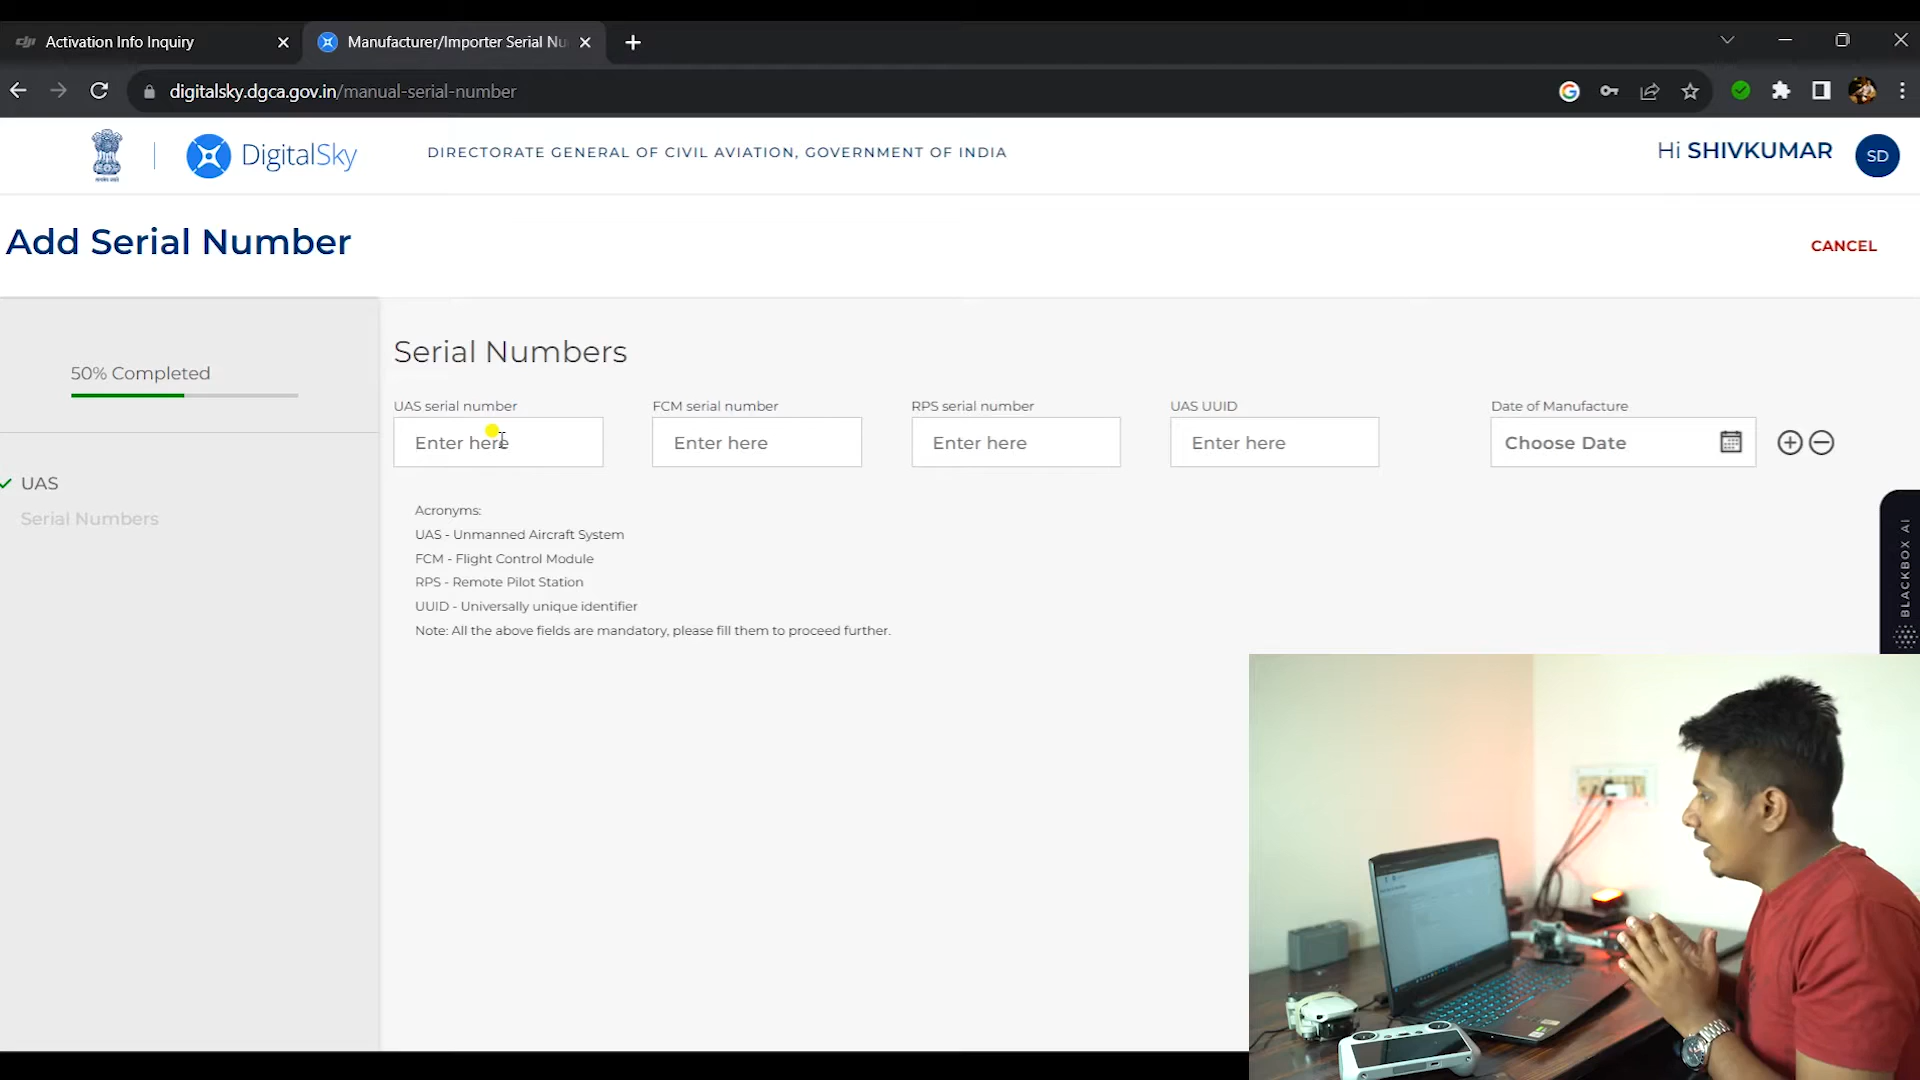 Activation Info Inquiry
Manufacturer/Importer Serial Nu
digitalsky.dgca.gov.in/manual-serial-number
DigitalSky
DIRECTORATE GENERAL OF CIVIL AVIATION, GOVERNMENT OF INDIA
Hi SHIVKUMAR
SD
Add Serial Number
CANCEL
50% Completed
UAS
Serial Numbers
Serial Numbers
UAS serial number
FCM serial number
RPS serial number
UAS UUID
Date of Manufacture
Enter here
Enter here
Enter here
Enter here
Choose Date
Acronyms:
UAS - Unmanned Aircraft System
FCM - Flight Control Module
RPS - Remote Pilot Station
UUID - Universally unique identifier
Note: All the above fields are mandatory, please fill them to proceed further.
BLACKBOX AI